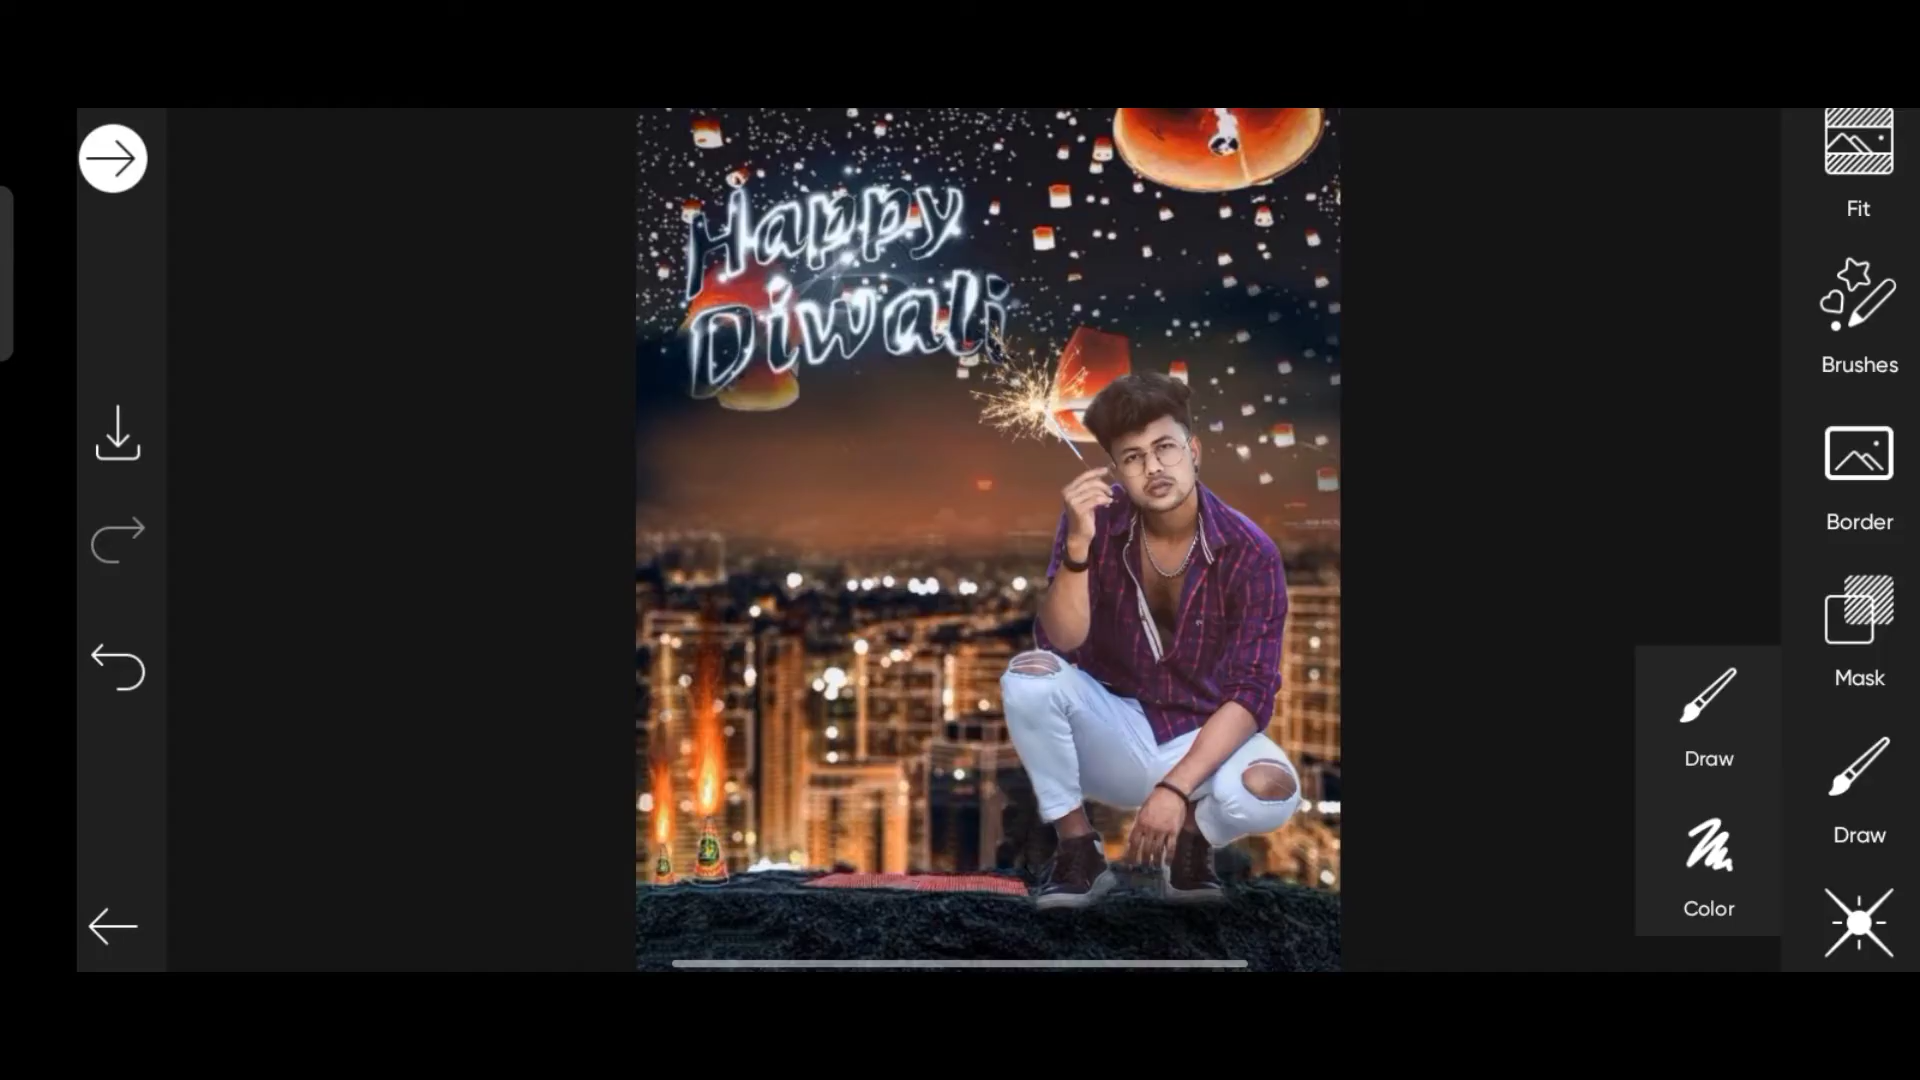 Happy
Diwali
Fit
Brushes
Border
Mask
Draw
Draw
Color